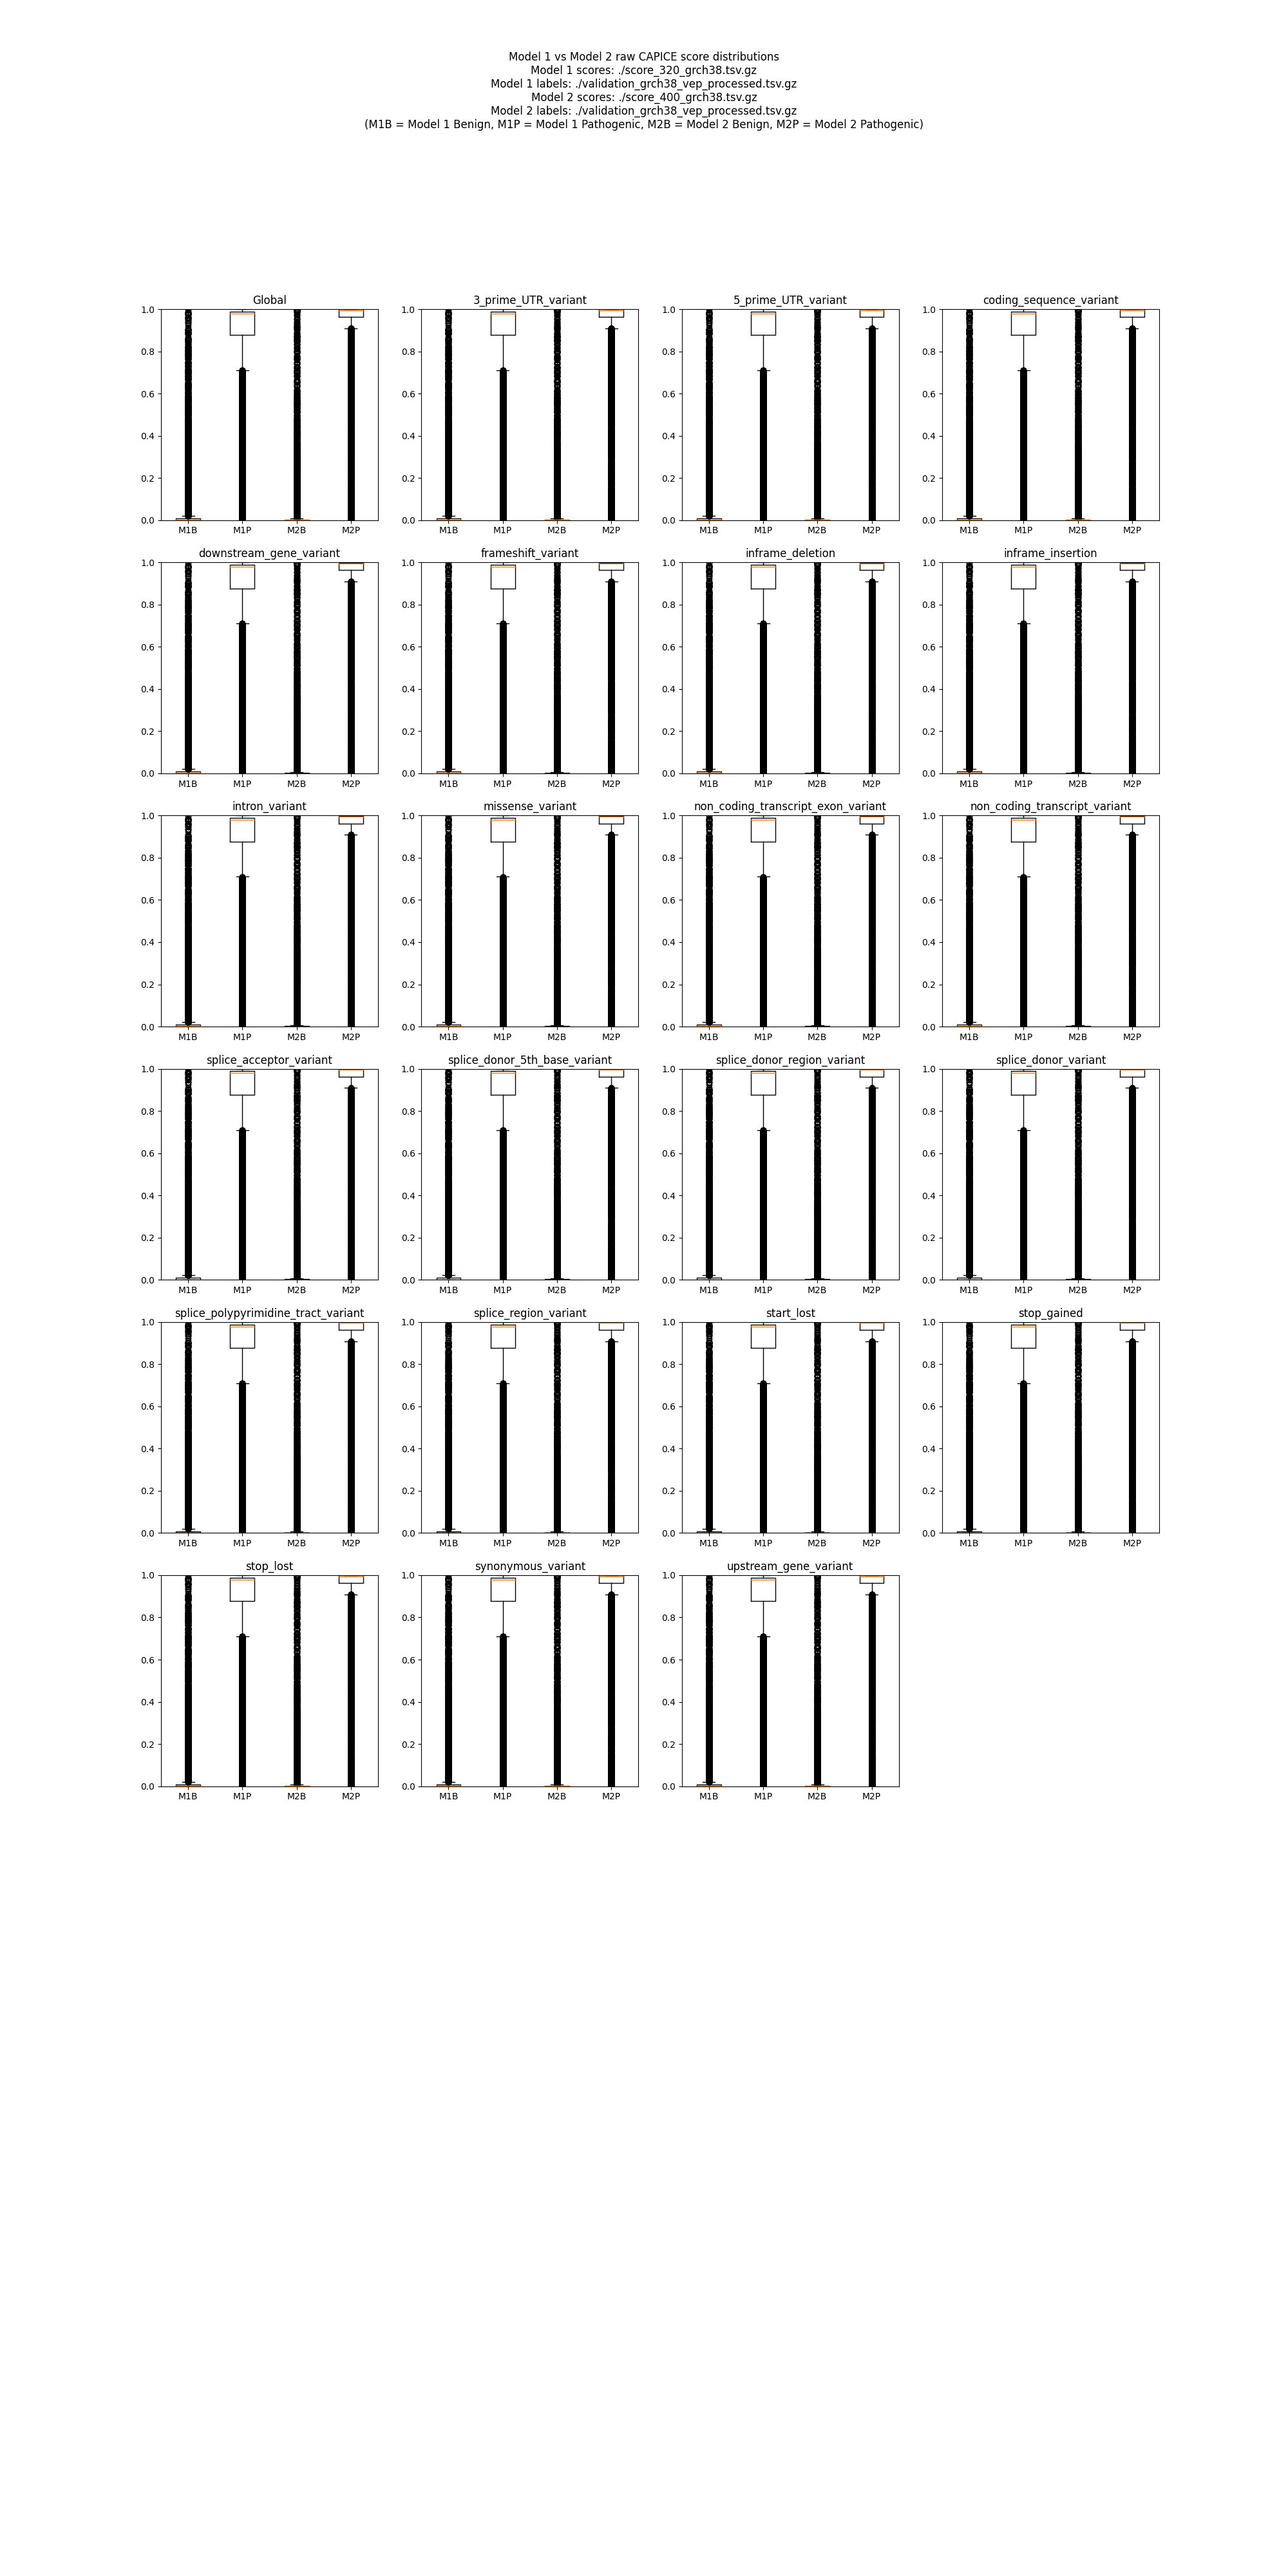 Model 1 vs Model 2 raw CAPICE score distributions
Model 1 scores: ./score_320_grch38.tsv.gz
Model 1 labels: ./validation_grch38_vep_processed.tsv.gz
Model 2 scores: ./score_400_grch38.tsv.gz
Model 2 labels: ./validation_grch38_vep_processed.tsv.gz
(M1B = Model 1 Benign, M1P = Model 1 Pathogenic, M2B = Model 2 Benign, M2P = Model 2 Pathogenic)
Global 3_prime_UTR_variant 5_prime_UTR_variant coding_sequence_variant
1.0 1.0 1.0 1.0
0.8 0.8 0.8 0.8
0.6 0.6 0.6 0.6
0.4 0.4 0.4 0.4
0.2 0.2 0.2 0.2
0.0 0.0 0.0 0.0
M1B M1P M2B M2P M1B M1P M2B M2P M1B M1P M2B M2P M1B M1P M2B M2P
downstream_gene_variant frameshift_variant inframe_deletion inframe_insertion
1.0 1.0 1.0 1.0
0.8 0.8 0.8 0.8
0.6 0.6 0.6 0.6
0.4 0.4 0.4 0.4
0.2 0.2 0.2 0.2
0.0 0.0 0.0 0.0
M1B M1P M2B M2P M1B M1P M2B M2P M1B M1P M2B M2P M1B M1P M2B M2P
intron_variant missense_variant non_coding_transcript_exon_variant non_coding_transcript_variant
1.0 1.0 1.0 1.0
0.8 0.8 0.8 0.8
0.6 0.6 0.6 0.6
0.4 0.4 0.4 0.4
0.2 0.2 0.2 0.2
0.0 0.0 0.0 0.0
M1B M1P M2B M2P M1B M1P M2B M2P M1B M1P M2B M2P M1B M1P M2B M2P
splice_acceptor_variant splice_donor_5th_base_variant splice_donor_region_variant splice_donor_variant
1.0 1.0 1.0 1.0
0.8 0.8 0.8 0.8
0.6 0.6 0.6 0.6
0.4 0.4 0.4 0.4
0.2 0.2 0.2 0.2
0.0 0.0 0.0 0.0
M1B M1P M2B M2P M1B M1P M2B M2P M1B M1P M2B M2P M1B M1P M2B M2P
splice_polypyrimidine_tract_variant splice_region_variant start_lost stop_gained
1.0 1.0 1.0 1.0
0.8 0.8 0.8 0.8
0.6 0.6 0.6 0.6
0.4 0.4 0.4 0.4
0.2 0.2 0.2 0.2
0.0 0.0 0.0 0.0
M1B M1P M2B M2P M1B M1P M2B M2P M1B M1P M2B M2P M1B M1P M2B M2P
stop_lost synonymous_variant upstream_gene_variant
1.0 1.0 1.0
0.8 0.8 0.8
0.6 0.6 0.6
0.4 0.4 0.4
0.2 0.2 0.2
0.0 0.0 0.0
M1B M1P M2B M2P M1B M1P M2B M2P M1B M1P M2B M2P